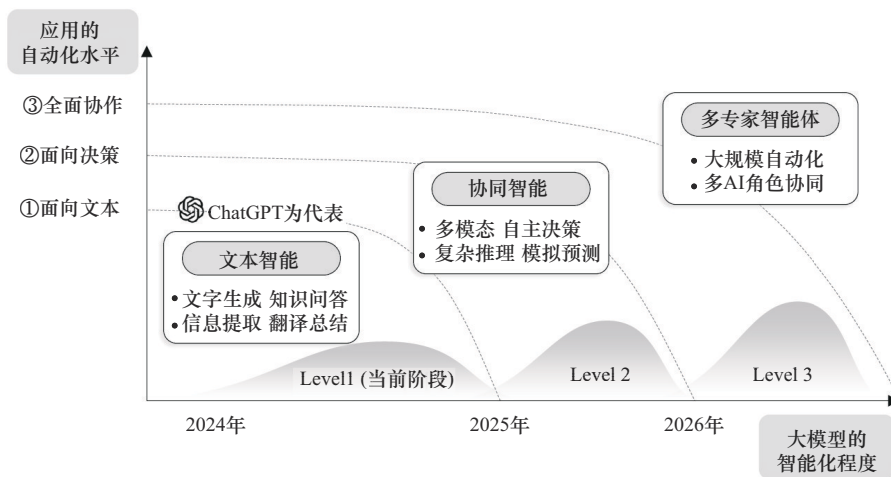 应用的
自动化水平
③全面协作
多专家智能体
• 大规模自动化
• 多AI角色协同
②面向决策
协同智能
• 多模态 自主决策
• 复杂推理 模拟预测
①面向文本
ChatGPT为代表
文本智能
• 文字生成 知识问答
• 信息提取 翻译总结
Level1 (当前阶段)
Level 2
Level 3
2024年
2025年
2026年
大模型的
智能化程度